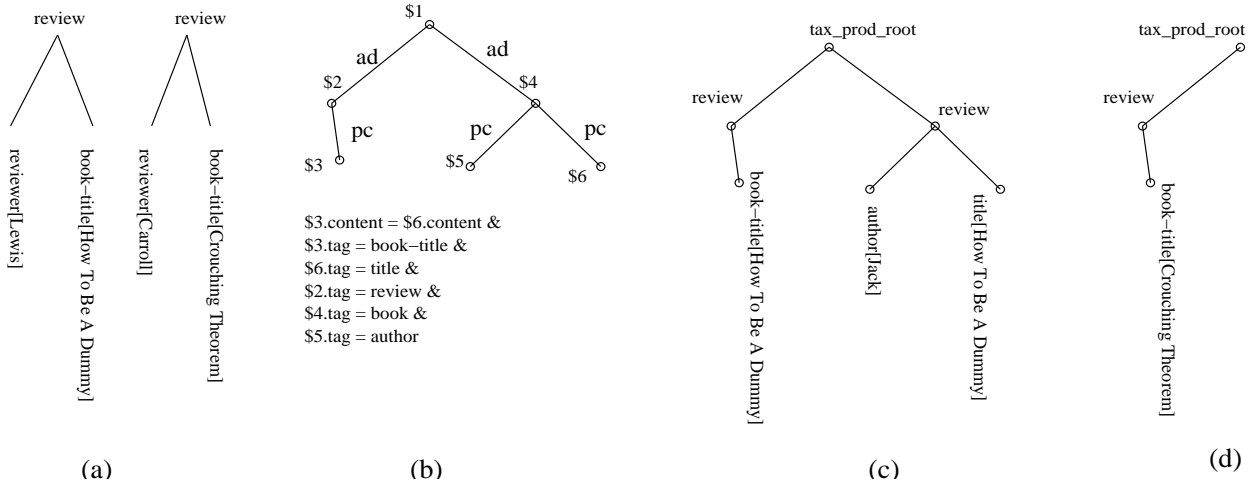 review
review
reviewer[Lewis]
book−title[How To Be A Dummy]
reviewer[Carroll]
book−title[Crouching Theorem]
(a)
$1
ad
ad
$2
$4
pc
pc
pc
$3
$5
$6
$3.content = $6.content &
$3.tag = book−title &
$6.tag = title &
$2.tag = review &
$4.tag = book &
$5.tag = author
(b)
tax_prod_root
review
review
book−title[How To Be A Dummy]
author[Jack]
title[How To Be A Dummy]
(c)
tax_prod_root
review
book−title[Crouching Theorem]
(d)